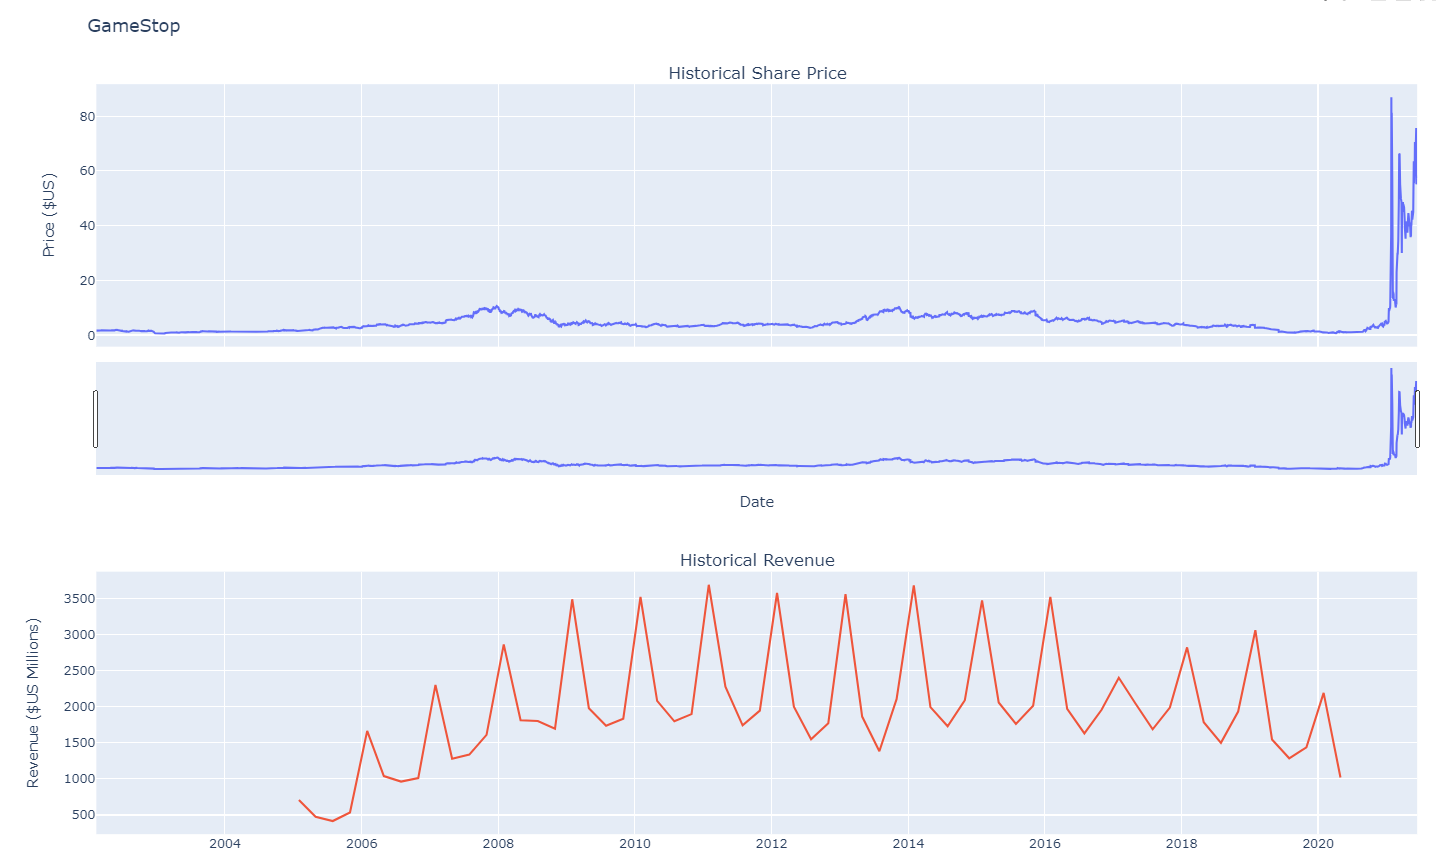 GameStop
Historical Share Price
80
60
40
20
0
Price ($US)
Date
Historical Revenue
3500
3000
2500
2000
1500
1000
500
Revenue ($US Millions)
2004 2006 2008 2010 2012 2014 2016 2018 2020